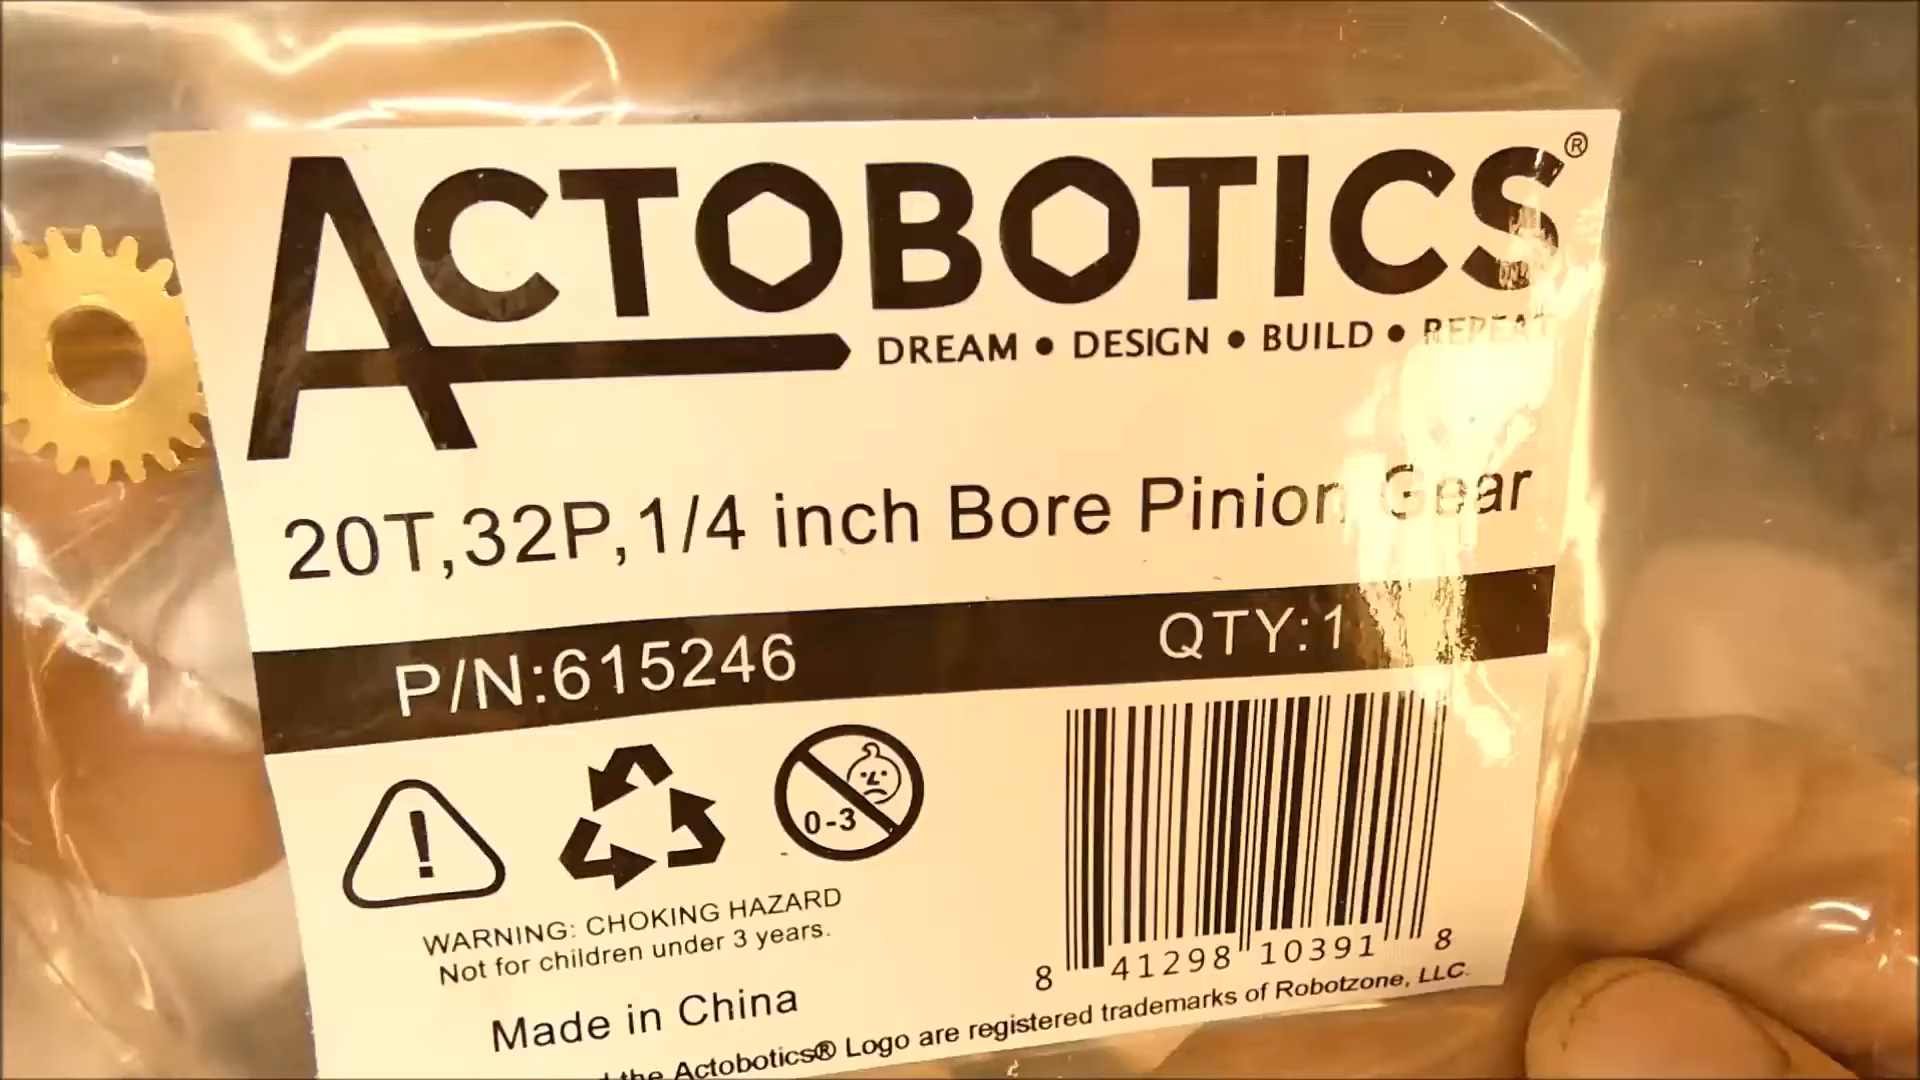 ACTOBOTICS®
DREAM • DESIGN • BUILD • REPEAT
20T,32P,1/4 inch Bore Pinion Gear
P/N:615246 QTY:1
!
0-3
WARNING: CHOKING HAZARD
Not for children under 3 years.
8 41298 10391 8
Made in China
the Actobotics® Logo are registered trademarks of Robotzone, LLC.